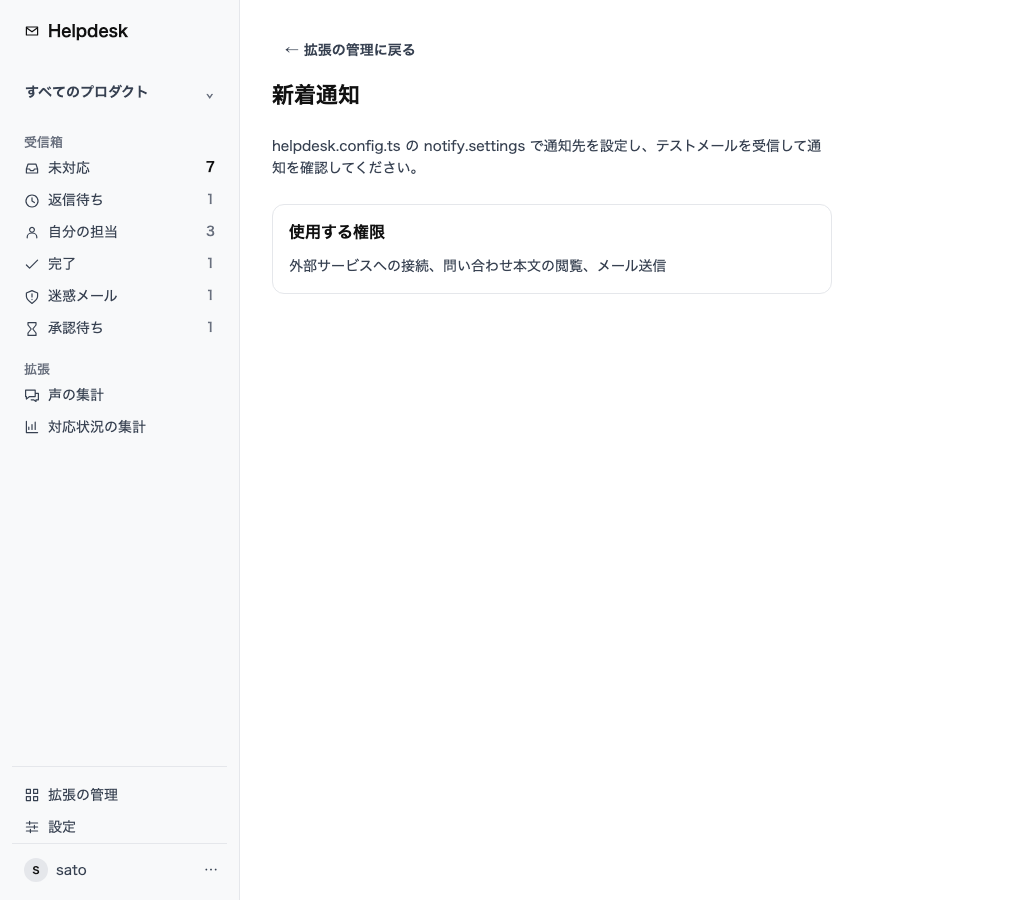 Helpdesk
すべてのプロダクト
受信箱
未対応 7
返信待ち 1
自分の担当 3
完了 1
迷惑メール 1
承認待ち 1
拡張
声の集計
対応状況の集計
拡張の管理
設定
S sato ...
← 拡張の管理に戻る
新着通知
helpdesk.config.ts の notify.settings で通知先を設定し、テストメールを受信して通
知を確認してください。
使用する権限
外部サービスへの接続、問い合わせ本文の閲覧、メール送信